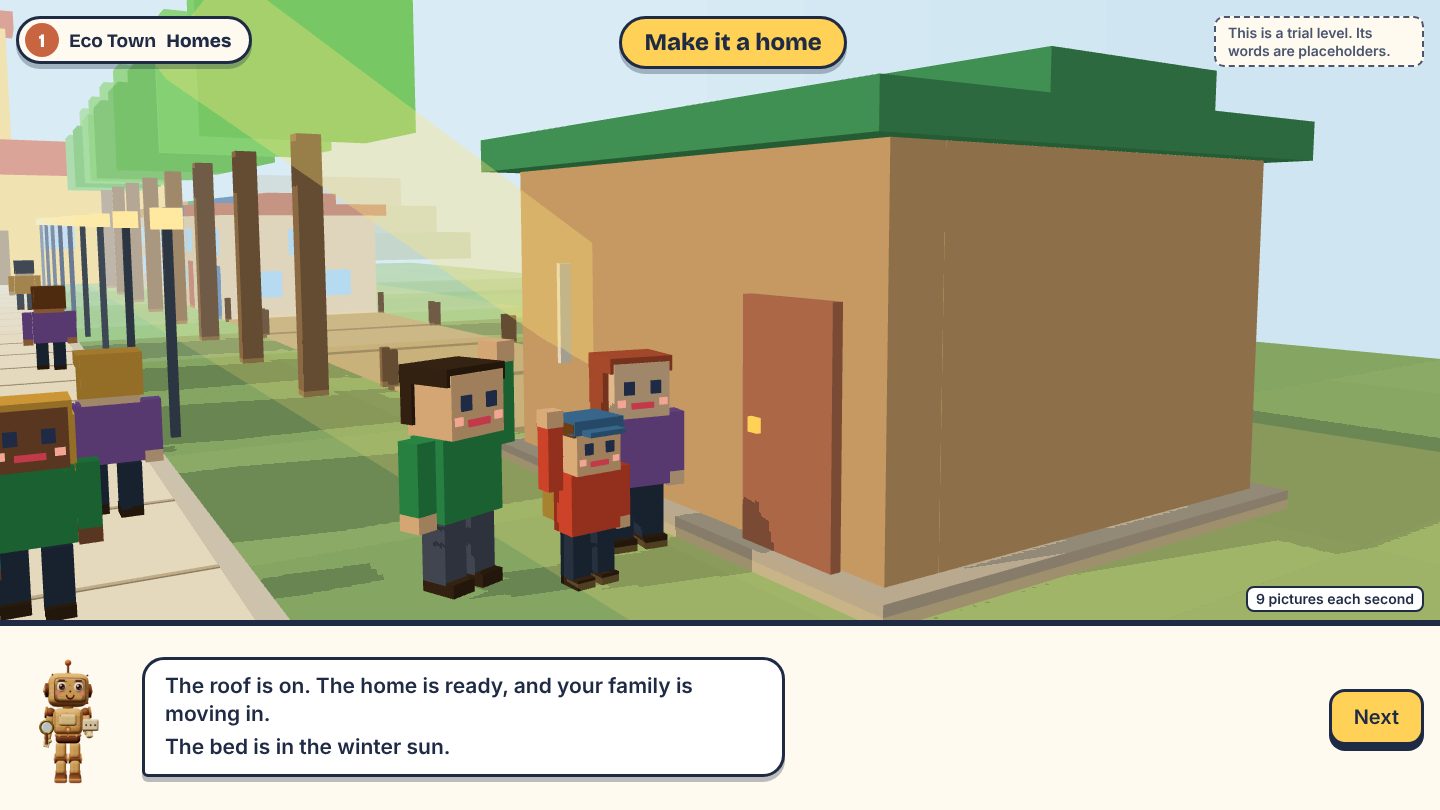 1 Eco Town Homes
Make it a home
This is a trial level. Its
words are placeholders.
9 pictures each second
The roof is on. The home is ready, and your family is
moving in.
The bed is in the winter sun.
Next